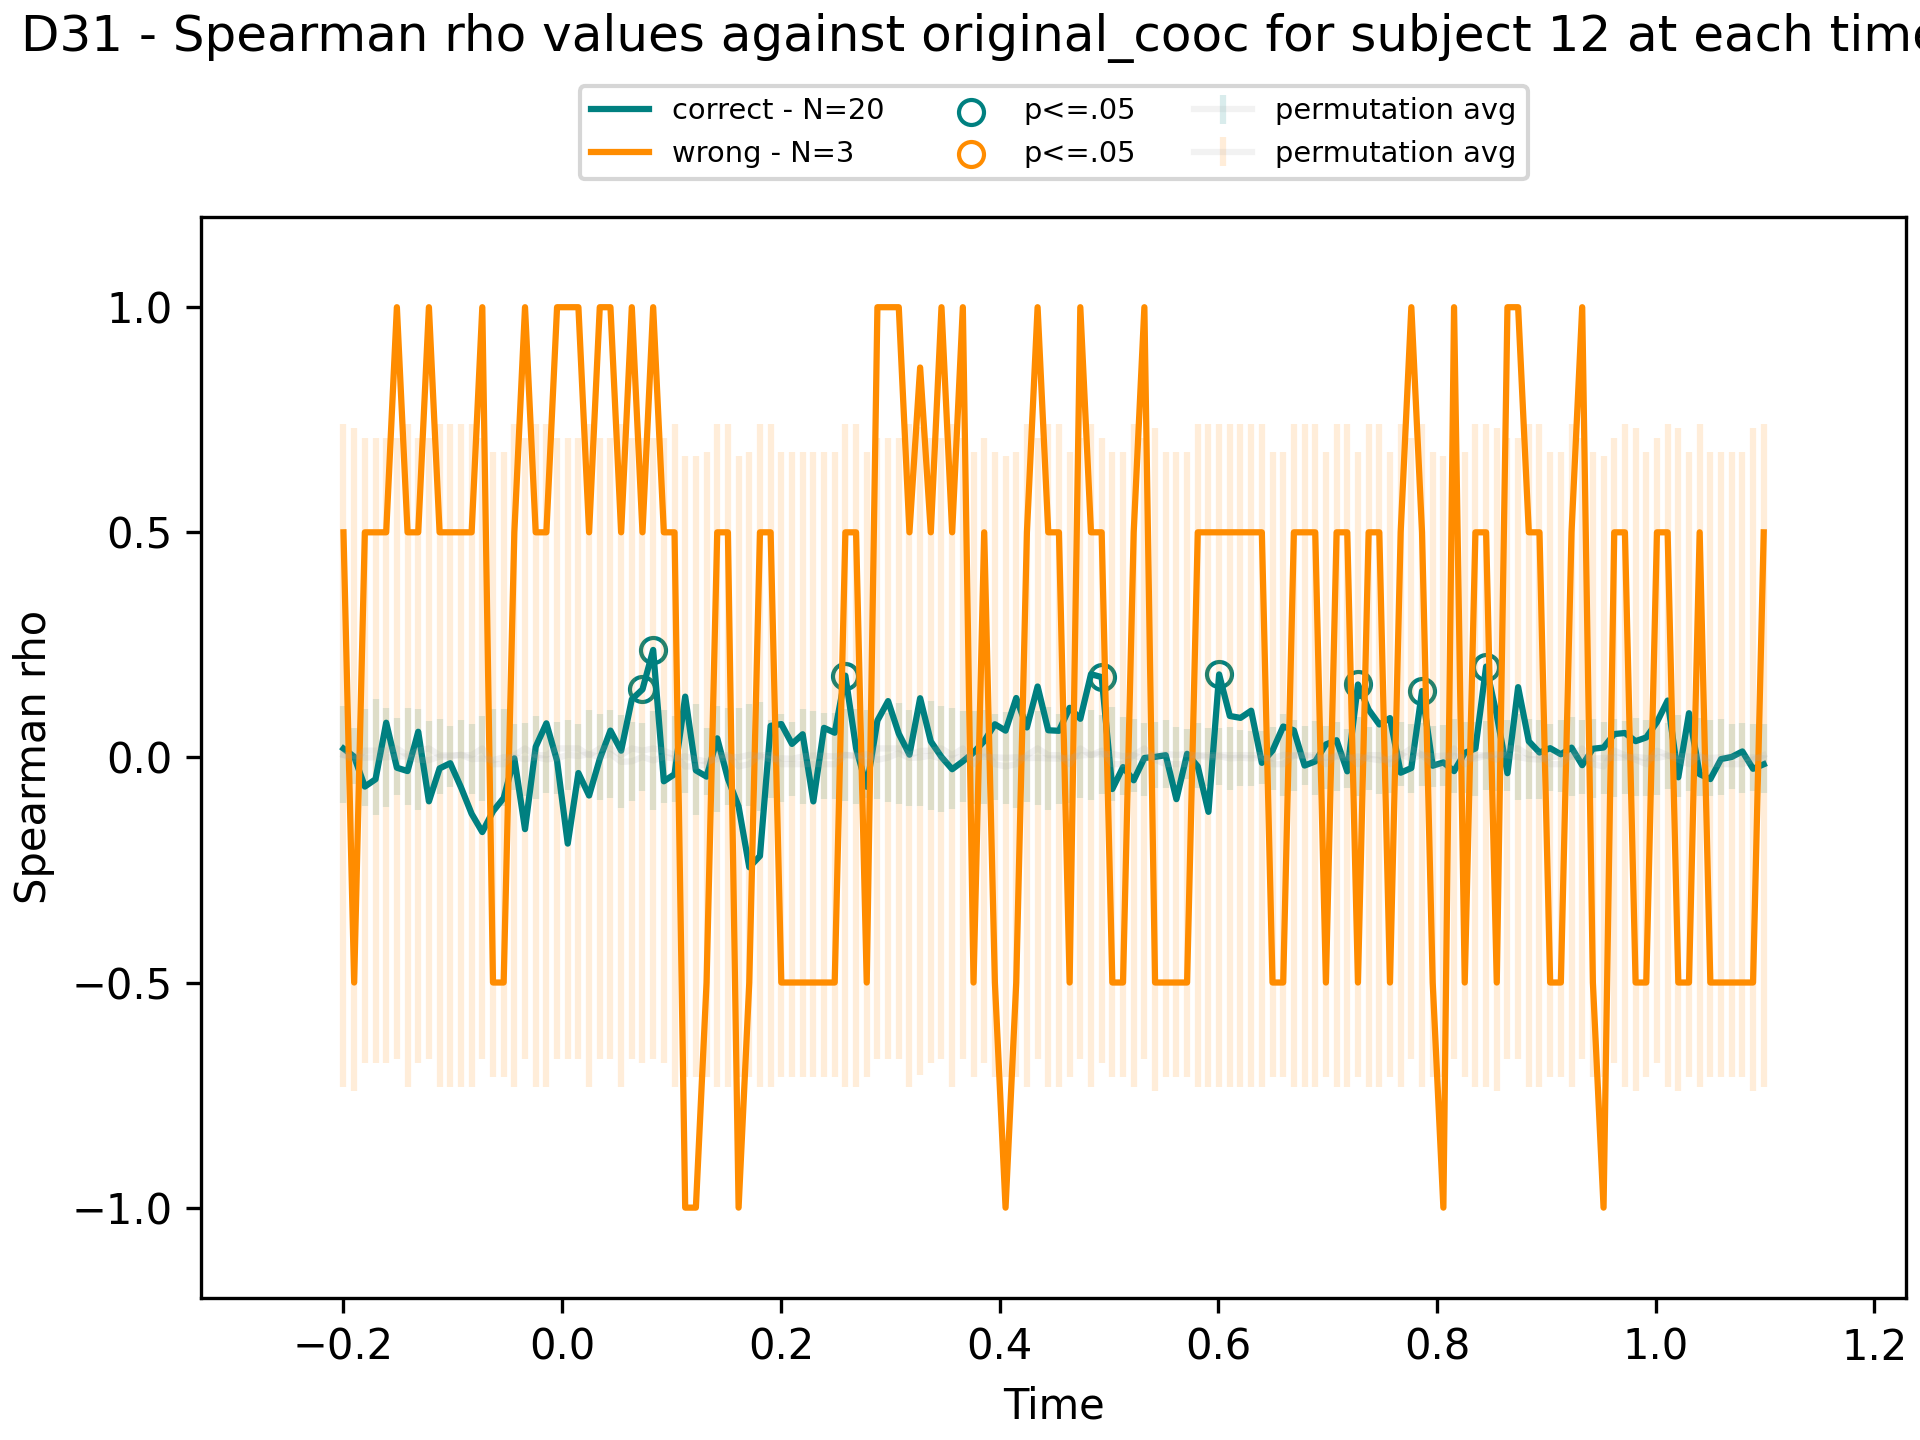 D31 - Spearman rho values against original_cooc for subject 12 at each time
correct - N=20 p<=.05 permutation avg
wrong - N=3 p<=.05 permutation avg
Spearman rho
1.0
0.5
0.0
−0.5
−1.0
−0.2 0.0 0.2 0.4 0.6 0.8 1.0 1.2
Time